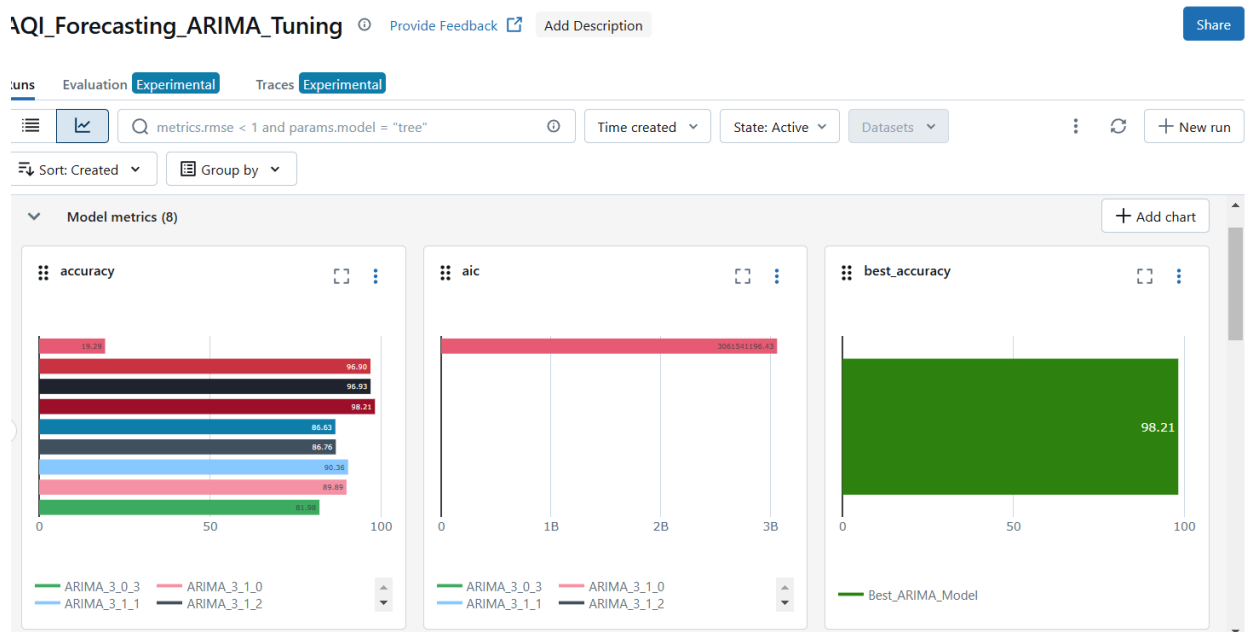 AQI_Forecasting_ARIMA_Tuning Provide Feedback Add Description Share
Runs Evaluation Experimental Traces Experimental
metrics.rmse < 1 and params.model = "tree" Time created State: Active Datasets New run
Sort: Created Group by
Model metrics (8) Add chart
accuracy
19.29
96.90
96.93
98.21
86.63
86.76
90.36
89.89
81.98
0 50 100
ARIMA_3_0_3 ARIMA_3_1_0
ARIMA_3_1_1 ARIMA_3_1_2
aic
3061541196.43
0 1B 2B 3B
ARIMA_3_0_3 ARIMA_3_1_0
ARIMA_3_1_1 ARIMA_3_1_2
best_accuracy
98.21
0 50 100
Best_ARIMA_Model